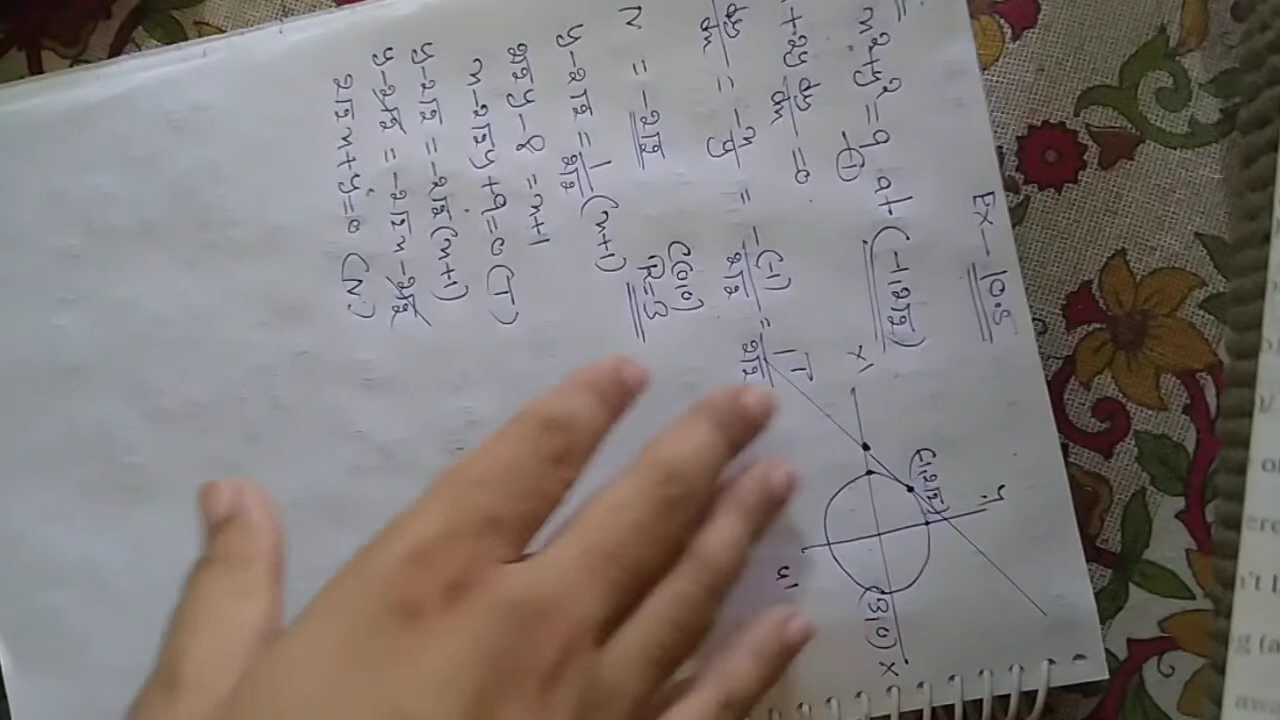 Ex - 10.5
x²+y² = 9 at (-1, 2√2)
-①
+ 2y dy/dx = 0
dy/dx = -x/y = -(-1)/2√2 = 1/2√2
N = -2√2
C(0,0)
R=3
y-2√2 = 1/2√2 (x+1)
2√2y - 8 = x+1
x-2√2y+9=0 (T)
y-2√2 = -2√2(x+1)
y-2√2 = -2√2x-2√2
2√2x+y=0 (N)
T
x'
(-1, 2√2)
y
y'
(3,0)
x